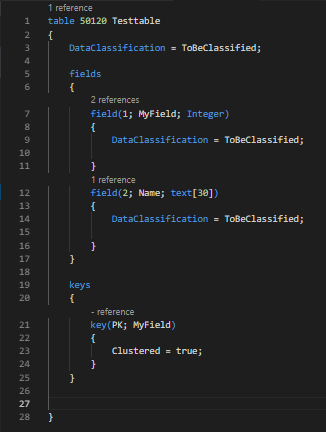 1 reference
1 table 50120 Testtable
2 {
3 DataClassification = ToBeClassified;
4
5 fields
6 {
2 references
7 field(1; MyField; Integer)
8 {
9 DataClassification = ToBeClassified;
10
11 }
1 reference
12 field(2; Name; text[30])
13 {
14 DataClassification = ToBeClassified;
15
16 }
17 }
18
19 keys
20 {
- reference
21 key(PK; MyField)
22 {
23 Clustered = true;
24 }
25 }
26
27
28 }